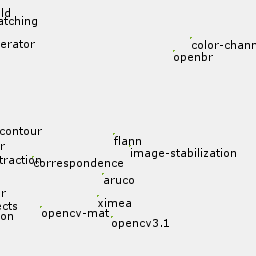 ld
atching
erator
color-chann
openbr
contour
flann
r
image-stabilization
traction
correspondence
aruco
r
ximea
ects
opencv-mat
on
opencv3.1